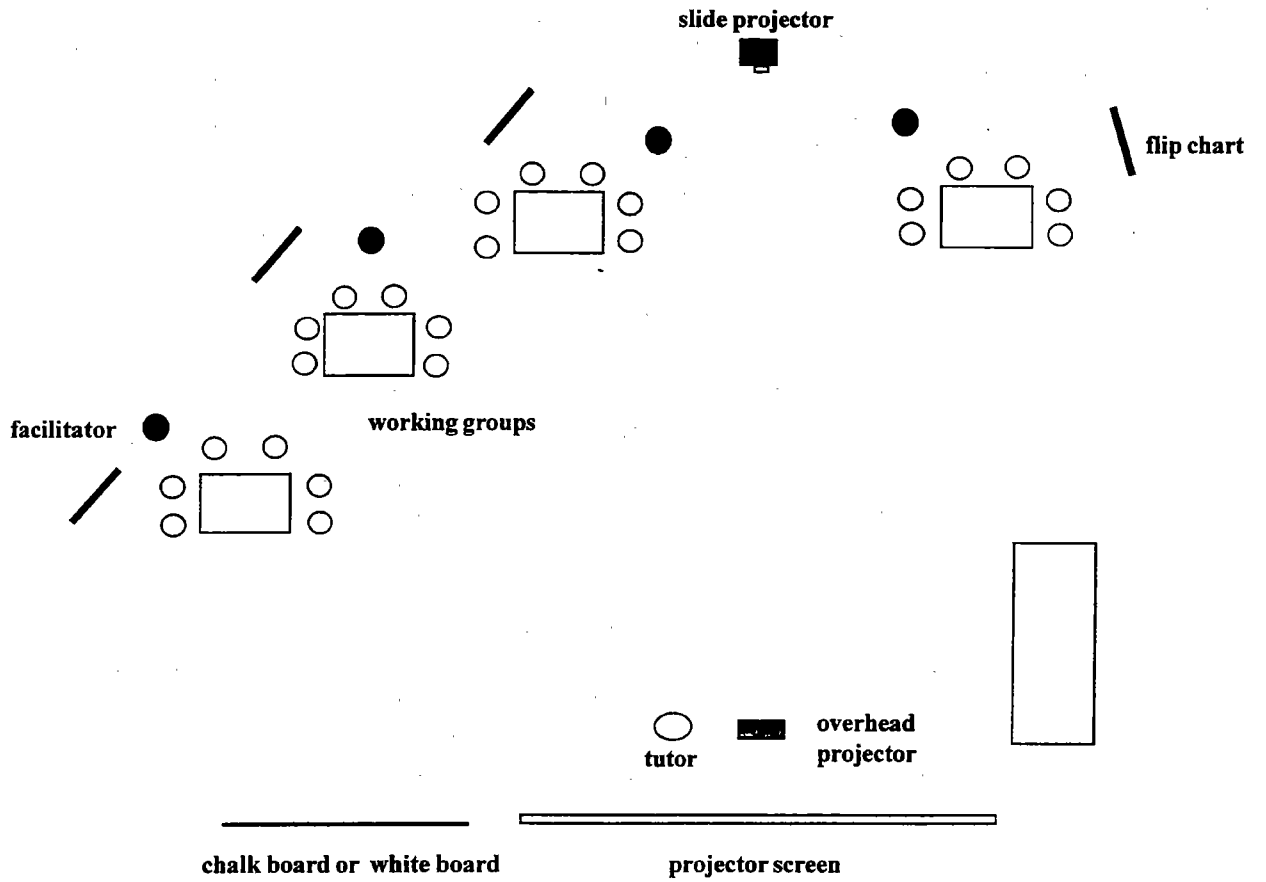 slide projector
flip chart
facilitator
working groups
overhead
projector
tutor
chalk board or white board
projector screen